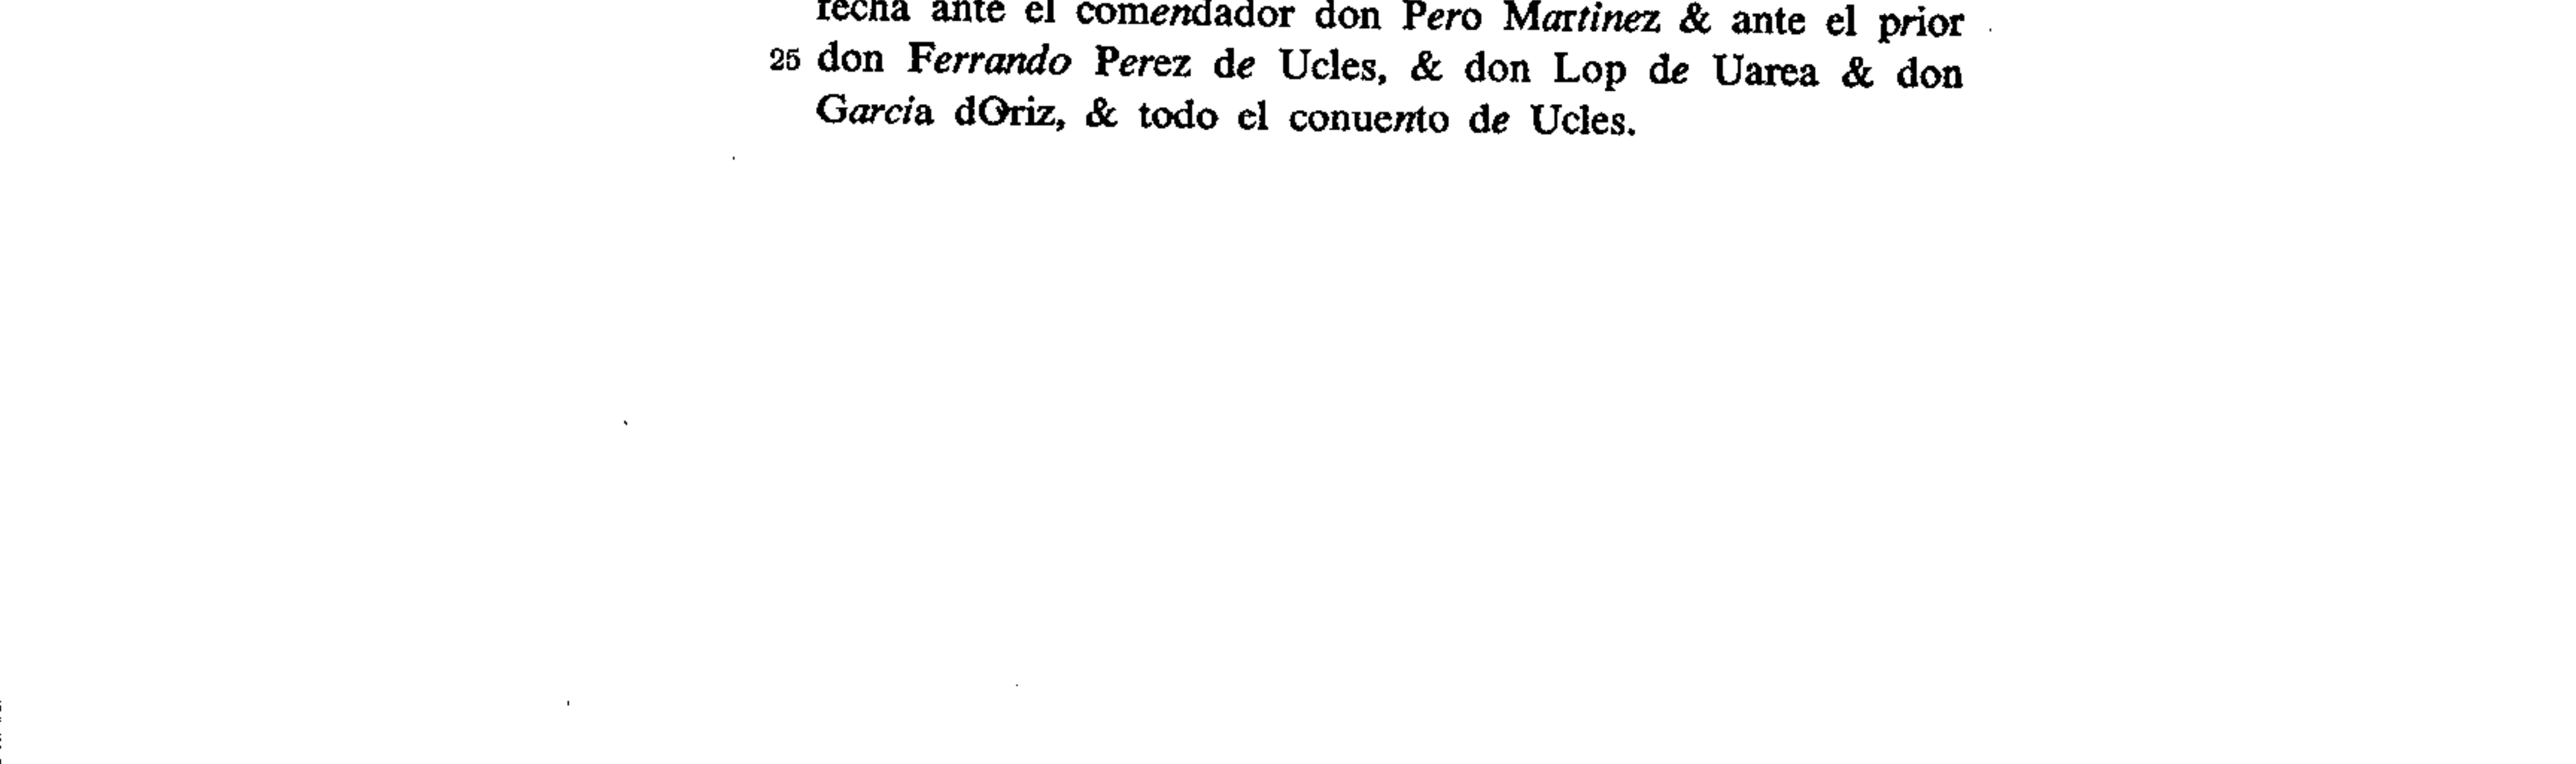 fecha ante el comendador don Pero Martinez & ante el prior
25 don Ferrando Perez de Ucles, & don Lop de Uarea & don
Garcia dOriz, & todo el conuento de Ucles.